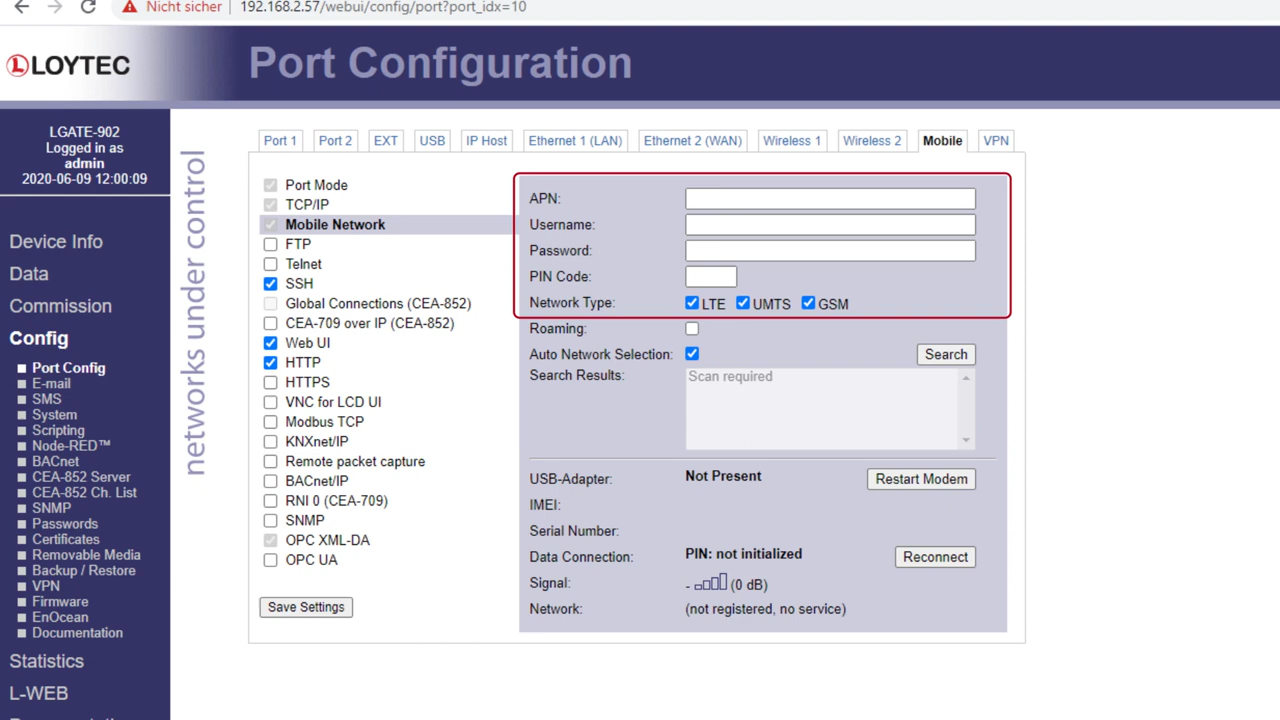 Nicht sicher 192.168.2.57/webui/config/port?port_idx=10
LOYTEC
Port Configuration
LGATE-902
Logged in as
admin
2020-06-09 12:00:09
Device Info
Data
Commission
Config
Port Config
E-mail
SMS
System
Scripting
Node-RED™
BACnet
CEA-852 Server
CEA-852 Ch. List
SNMP
Passwords
Certificates
Removable Media
Backup / Restore
VPN
Firmware
EnOcean
Documentation
Statistics
L-WEB
networks under control
Port 1 Port 2 EXT USB IP Host Ethernet 1 (LAN) Ethernet 2 (WAN) Wireless 1 Wireless 2 Mobile VPN
Port Mode
TCP/IP
Mobile Network
FTP
Telnet
SSH
Global Connections (CEA-852)
CEA-709 over IP (CEA-852)
Web UI
HTTP
HTTPS
VNC for LCD UI
Modbus TCP
KNXnet/IP
Remote packet capture
BACnet/IP
RNI 0 (CEA-709)
SNMP
OPC XML-DA
OPC UA
Save Settings
APN:
Username:
Password:
PIN Code:
Network Type: LTE UMTS GSM
Roaming:
Auto Network Selection: Search
Search Results: Scan required
USB-Adapter: Not Present Restart Modem
IMEI:
Serial Number:
Data Connection: PIN: not initialized Reconnect
Signal: - (0 dB)
Network: (not registered, no service)